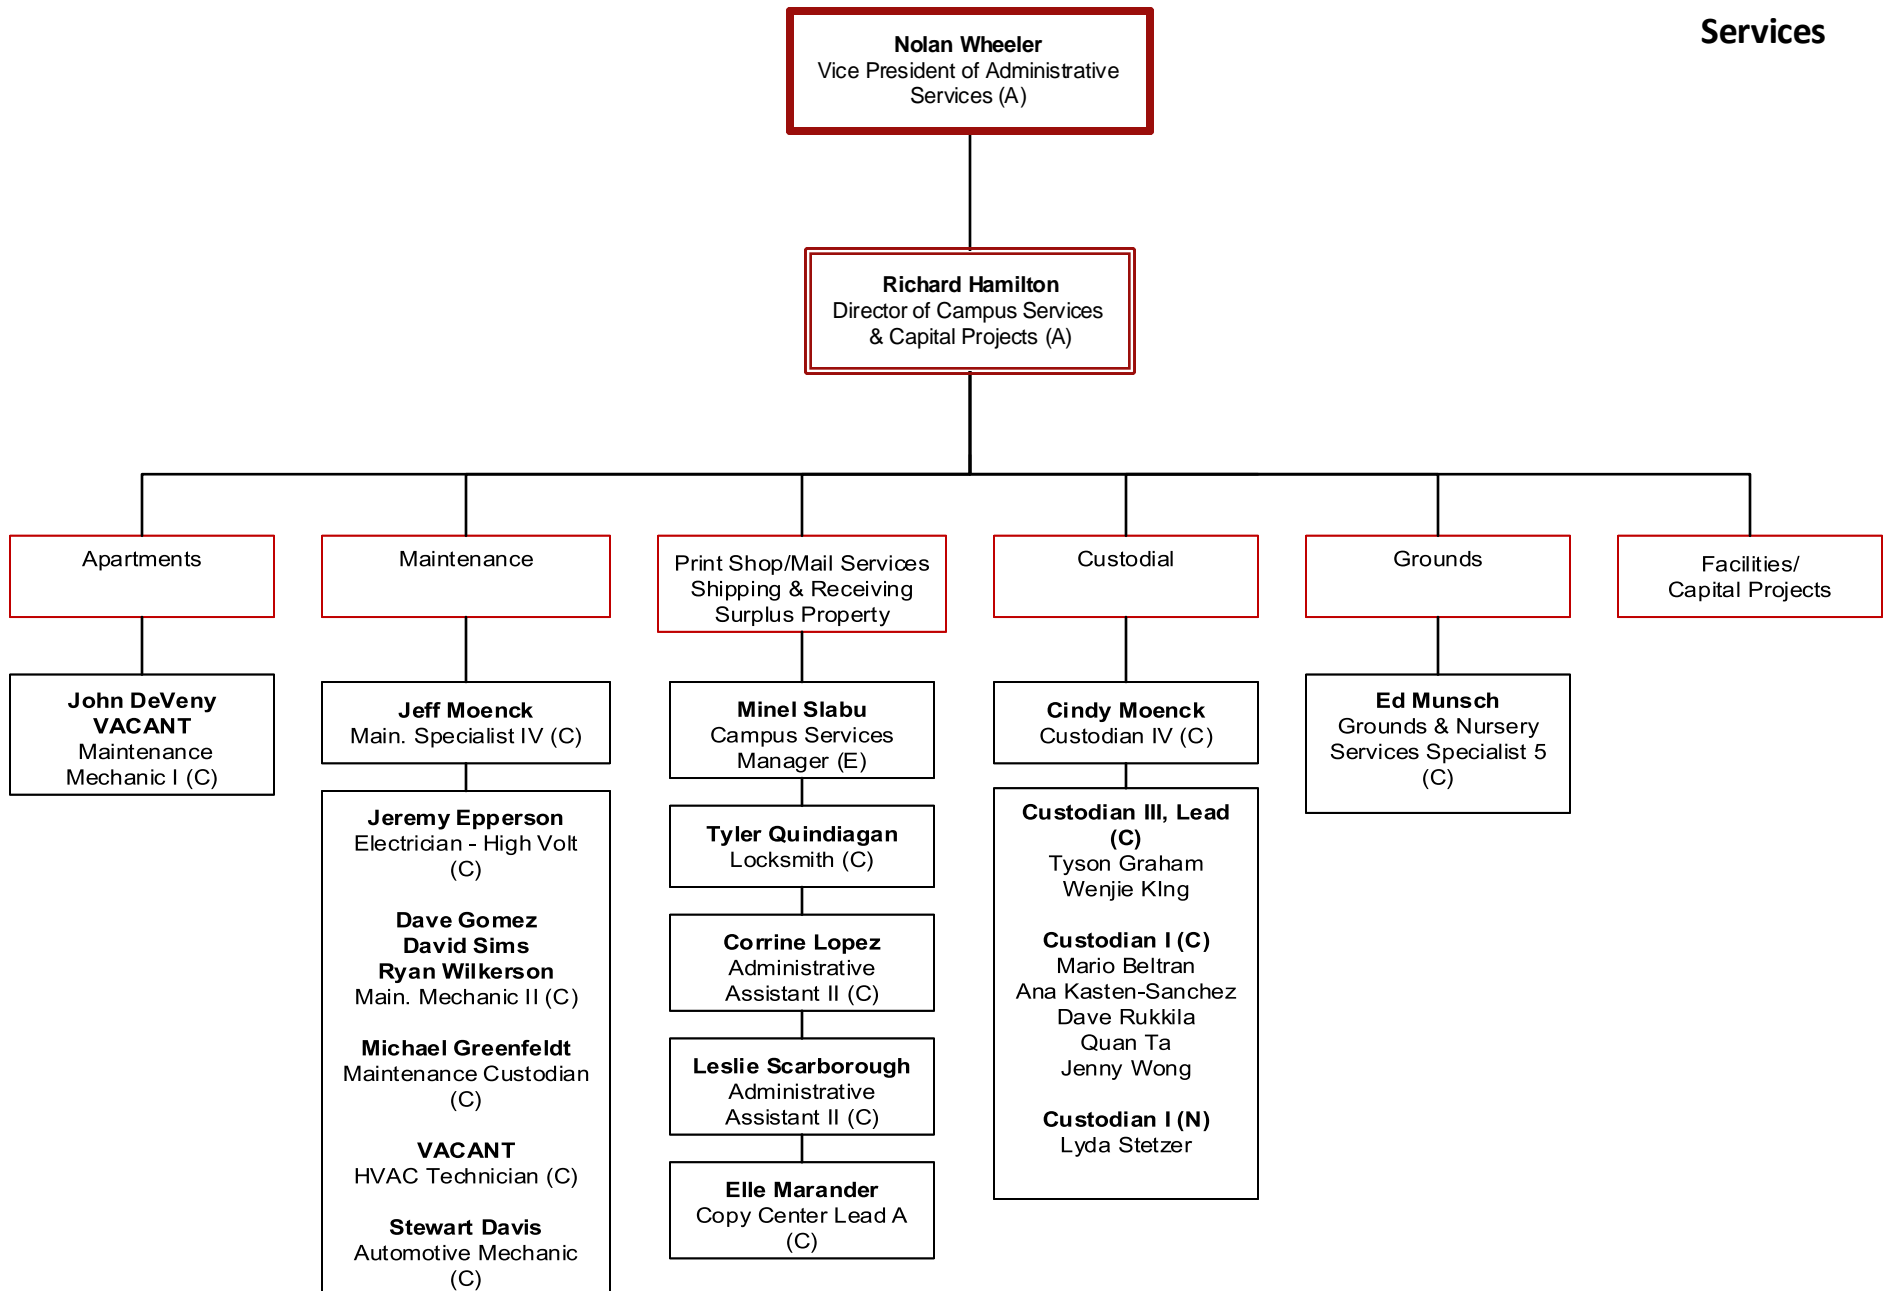 Services
Nolan Wheeler
Vice President of Administrative
Services (A)
Richard Hamilton
Director of Campus Services
& Capital Projects (A)
Apartments
Maintenance
Print Shop/Mail Services
Shipping & Receiving
Surplus Property
Custodial
Grounds
Facilities/
Capital Projects
John DeVeny
VACANT
Maintenance
Mechanic I (C)
Jeff Moenck
Main. Specialist IV (C)
Jeremy Epperson
Electrician - High Volt
(C)
Dave Gomez
David Sims
Ryan Wilkerson
Main. Mechanic II (C)
Michael Greenfeldt
Maintenance Custodian
(C)
VACANT
HVAC Technician (C)
Stewart Davis
Automotive Mechanic
(C)
Minel Slabu
Campus Services
Manager (E)
Tyler Quindiagan
Locksmith (C)
Corrine Lopez
Administrative
Assistant II (C)
Leslie Scarborough
Administrative
Assistant II (C)
Elle Marander
Copy Center Lead A
(C)
Cindy Moenck
Custodian IV (C)
Custodian III, Lead
(C)
Tyson Graham
Wenjie KIng
Custodian I (C)
Mario Beltran
Ana Kasten-Sanchez
Dave Rukkila
Quan Ta
Jenny Wong
Custodian I (N)
Lyda Stetzer
Ed Munsch
Grounds & Nursery
Services Specialist 5
(C)